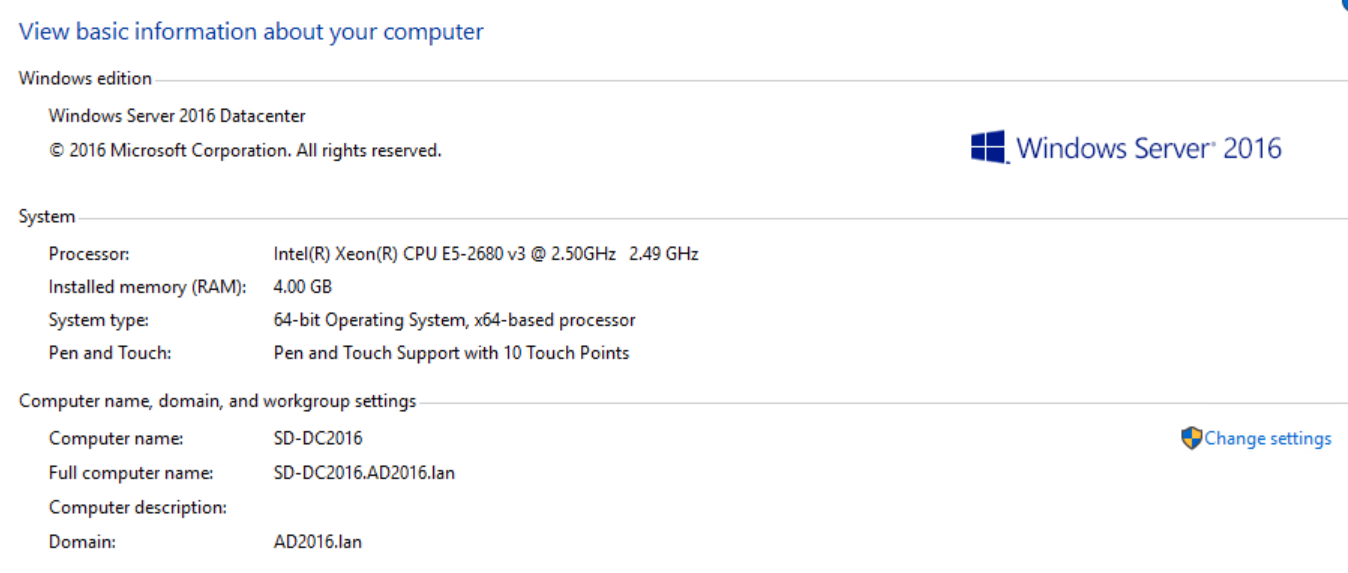 View basic information about your computer
Windows edition
Windows Server 2016 Datacenter
© 2016 Microsoft Corporation. All rights reserved.
Windows Server® 2016
System
Processor: Intel(R) Xeon(R) CPU E5-2680 v3 @ 2.50GHz 2.49 GHz
Installed memory (RAM): 4.00 GB
System type: 64-bit Operating System, x64-based processor
Pen and Touch: Pen and Touch Support with 10 Touch Points
Computer name, domain, and workgroup settings
Computer name: SD-DC2016
Change settings
Full computer name: SD-DC2016.AD2016.lan
Computer description:
Domain: AD2016.lan